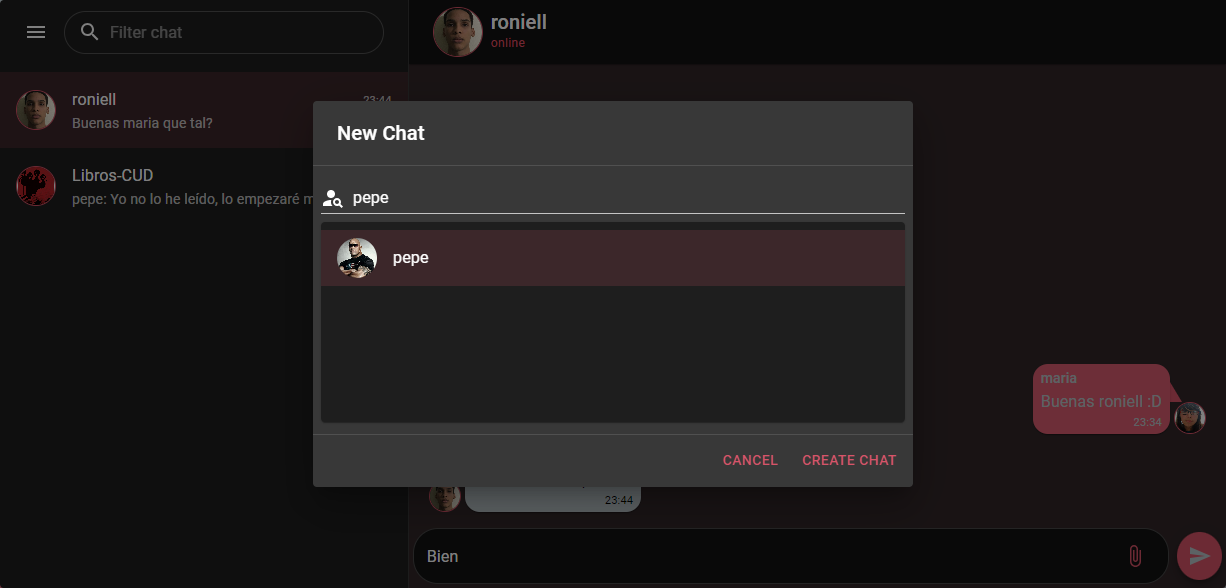 Filter chat
roniell
23:44
Buenas maria que tal?
Libros-CUD
pepe: Yo no lo he leído, lo empezaré
roniell
online
New Chat
pepe
pepe
CANCEL
CREATE CHAT
maria
Buenas roniell :D
23:34
23:44
Bien